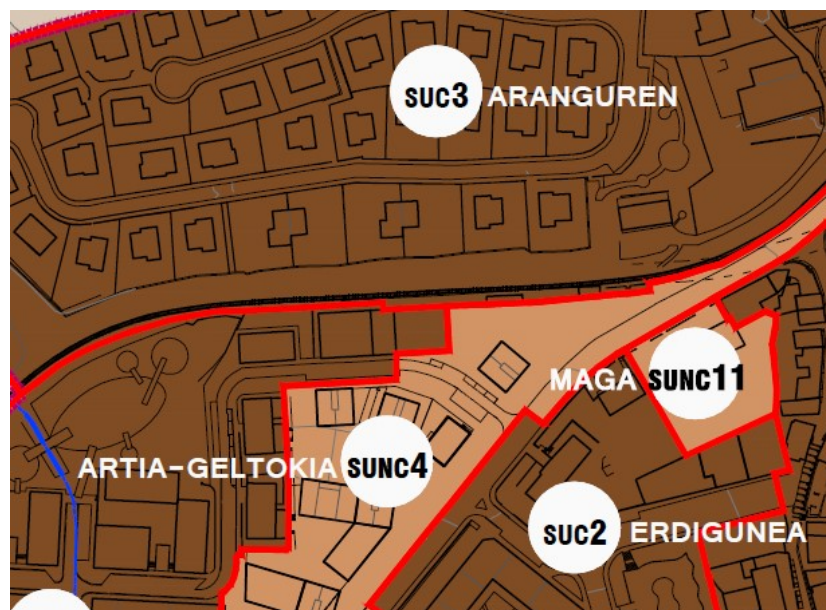 SUC3 ARANGUREN
MAGA SUNC11
ARTIA-GELTOKIA SUNC4
SUC2 ERDIGUNEA